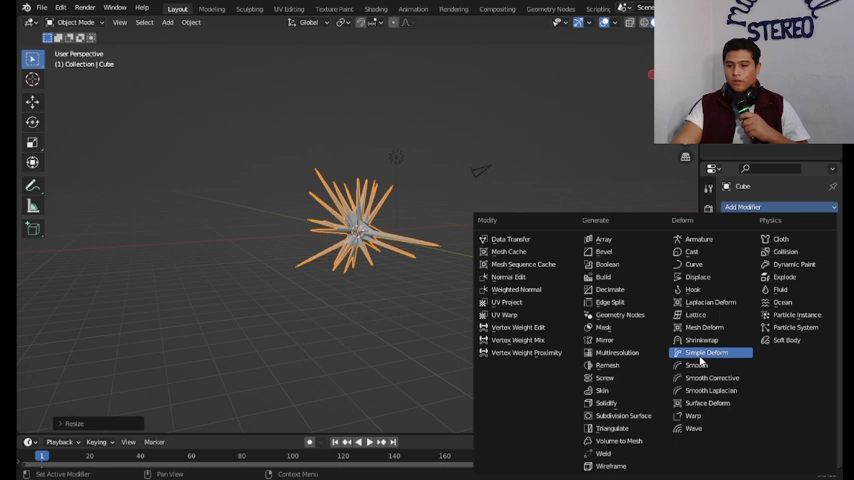 File Edit Render Window Help Layout Modeling Sculpting UV Editing Texture Paint Shading Animation Rendering Compositing Geometry Nodes Scripting Scene
Object Mode View Select Add Object Global
STEREO
User Perspective
(1) Collection | Cube
Cube
Add Modifier
Modify Generate Deform Physics
Data Transfer Array Armature Cloth
Mesh Cache Bevel Cast Collision
Mesh Sequence Cache Boolean Curve Dynamic Paint
Normal Edit Build Displace Explode
Weighted Normal Decimate Hook Fluid
UV Project Edge Split Laplacian Deform Ocean
UV Warp Geometry Nodes Lattice Particle Instance
Vertex Weight Edit Mask Mesh Deform Particle System
Vertex Weight Mix Mirror Shrinkwrap Soft Body
Vertex Weight Proximity Multiresolution Simple Deform
Remesh Smooth
Screw Smooth Corrective
Skin Smooth Laplacian
Solidify Surface Deform
Subdivision Surface Warp
Triangulate Wave
Volume to Mesh
Weld
Wireframe
Resize
Playback Keying View Marker
1 20 40 60 80 100 120 140 160
Set Active Modifier Pan View Context Menu